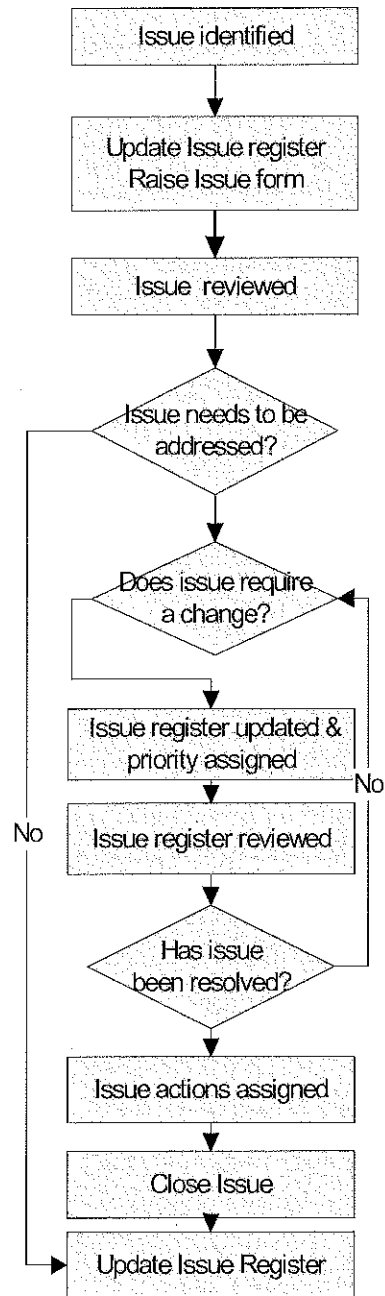 Issue identified
Update Issue register
Raise Issue form
Issue reviewed
Issue needs to be
addressed?
Does issue require
a change?
Issue register updated &
priority assigned
No
No
Issue register reviewed
Has issue
been resolved?
Issue actions assigned
Close Issue
Update Issue Register